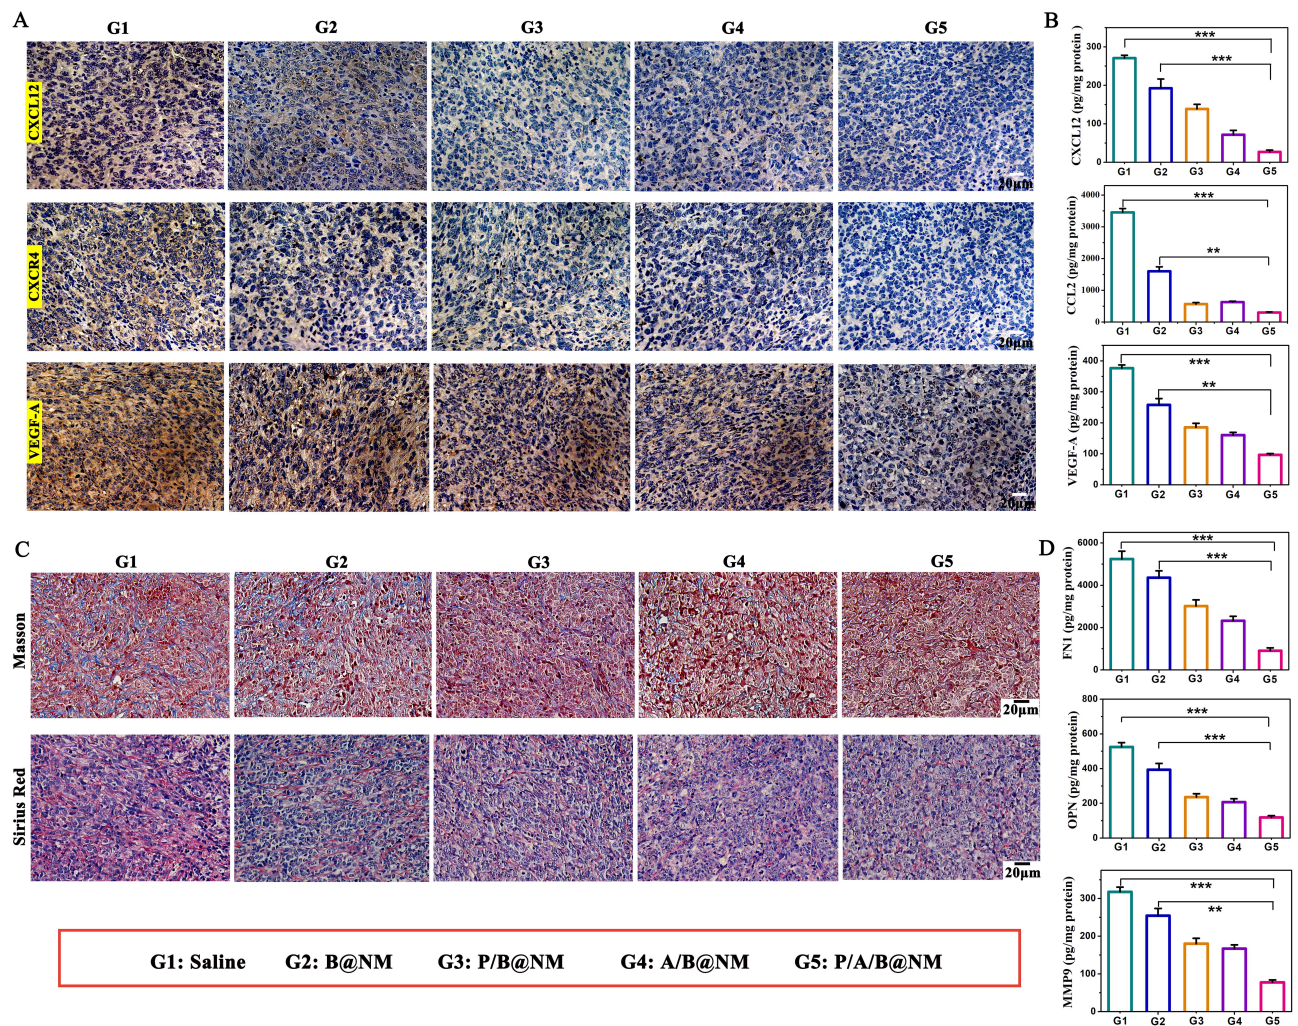 A
G1 G2 G3 G4 G5
CXCL12
20μm
CXCR4
20μm
VEGF-A
20μm
B
CXCL12 (pg/mg protein)
300
200
100
0
***
***
G1 G2 G3 G4 G5
CCL2 (pg/mg protein)
4000
3000
2000
1000
0
***
**
G1 G2 G3 G4 G5
VEGF-A (pg/mg protein)
400
300
200
100
0
***
**
G1 G2 G3 G4 G5
C
G1 G2 G3 G4 G5
Masson
20μm
Sirius Red
20μm
D
FN1 (pg/mg protein)
6000
4000
2000
0
***
***
G1 G2 G3 G4 G5
OPN (pg/mg protein)
800
600
400
200
0
***
***
G1 G2 G3 G4 G5
MMP9 (pg/mg protein)
300
200
100
0
***
**
G1 G2 G3 G4 G5
G1: Saline G2: B@NM G3: P/B@NM G4: A/B@NM G5: P/A/B@NM